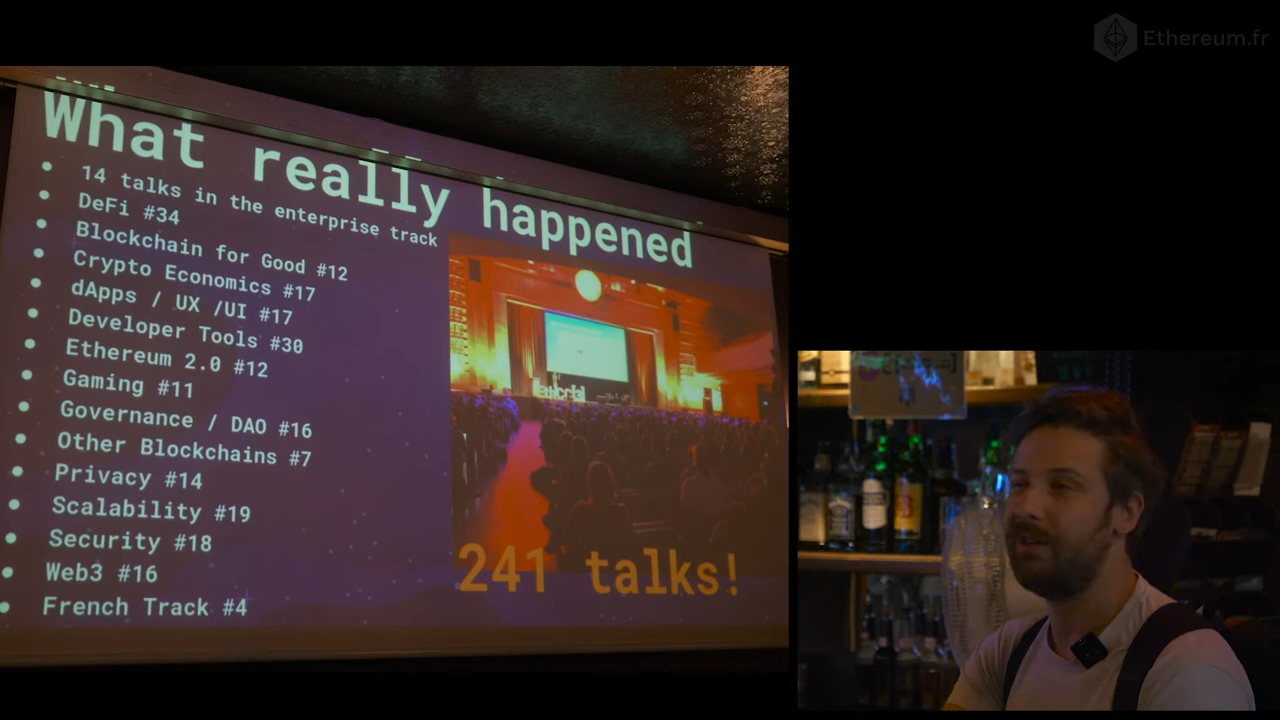 Ethereum.fr
What really happened
14 talks in the enterprise track
DeFi #34
Blockchain for Good #12
Crypto Economics #17
dApps / UX /UI #17
Developer Tools #30
Ethereum 2.0 #12
Gaming #11
Governance / DAO #16
Other Blockchains #7
Privacy #14
Scalability #19
Security #18
Web3 #16
French Track #4
241 talks!